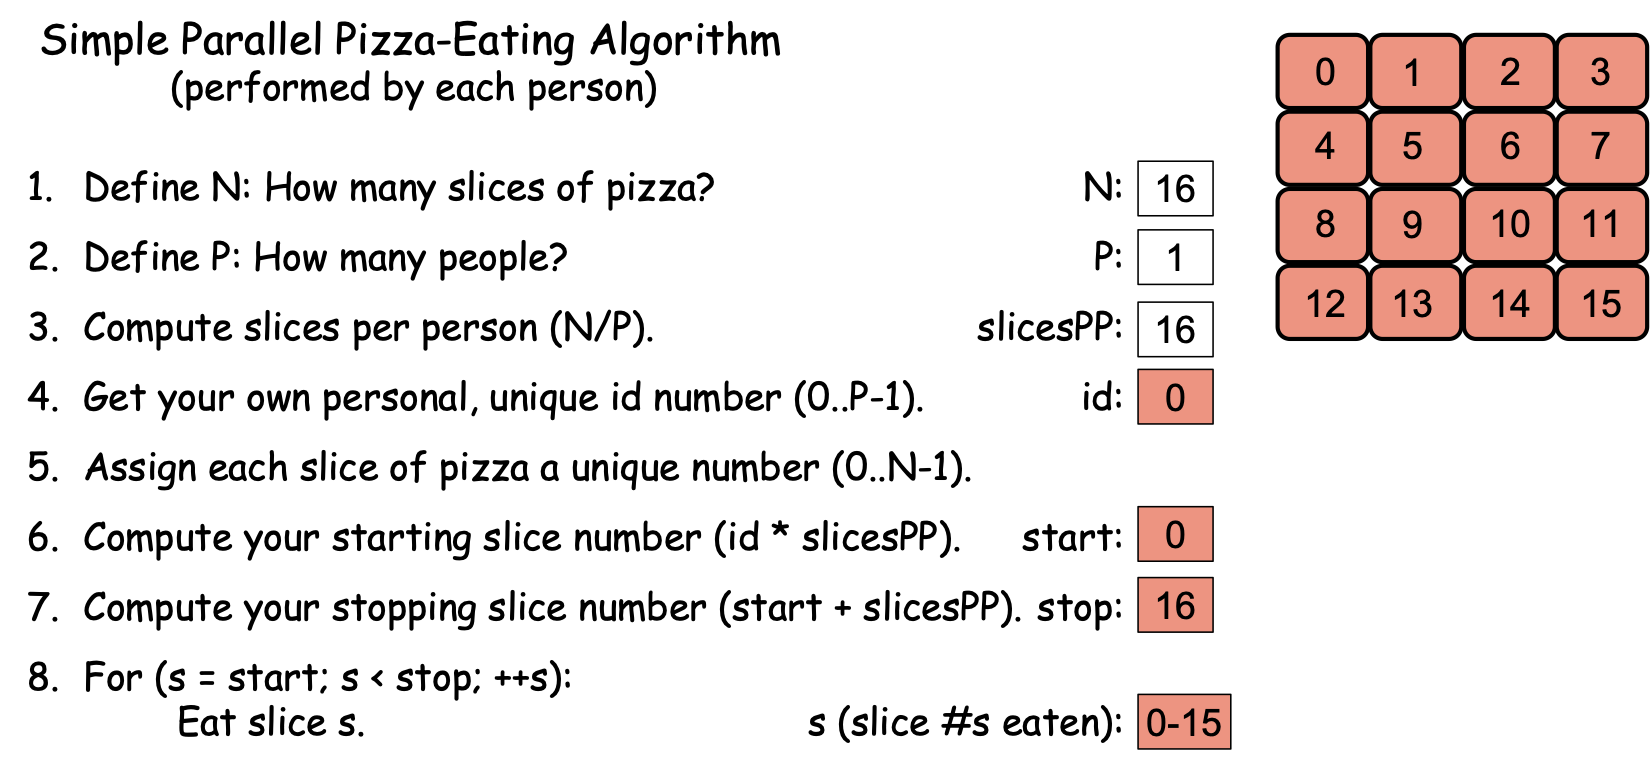 Simple Parallel Pizza-Eating Algorithm
(performed by each person)
1. Define N: How many slices of pizza? N: 16
2. Define P: How many people? P: 1
3. Compute slices per person (N/P). slicesPP: 16
4. Get your own personal, unique id number (0..P-1). id: 0
5. Assign each slice of pizza a unique number (0..N-1).
6. Compute your starting slice number (id * slicesPP). start: 0
7. Compute your stopping slice number (start + slicesPP). stop: 16
8. For (s = start; s < stop; ++s):
Eat slice s. s (slice #s eaten): 0-15
0 1 2 3
4 5 6 7
8 9 10 11
12 13 14 15